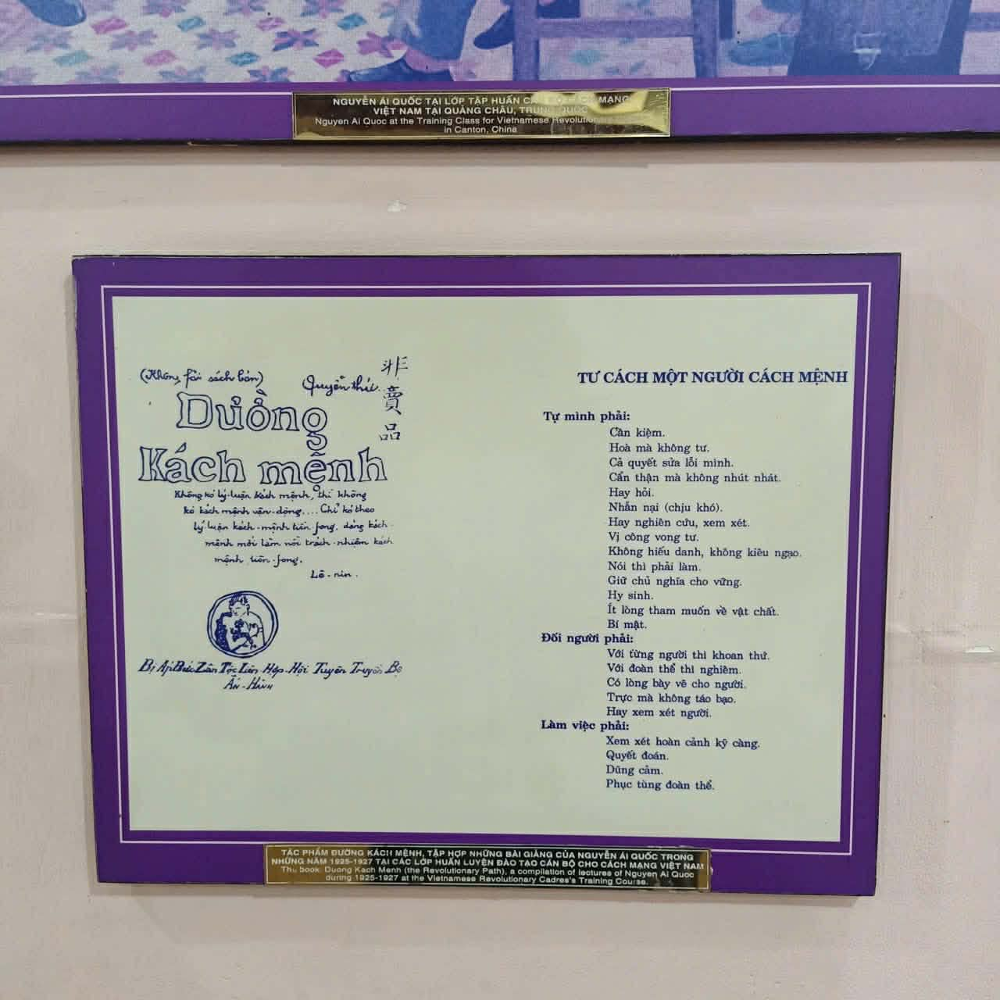 NGUYỄN ÁI QUỐC TẠI LỚP TẬP HUẤN CÁN BỘ CÁCH MẠNG
VIỆT NAM TẠI QUẢNG CHÂU, TRUNG QUỐC
Nguyen Ai Quoc at the Training Class for Vietnamese
in Canton, China
(Không fải sách bán)
Quyển thứ
非賣品
Đường
Kách mệnh
Không kó lý-luận kách mệnh, thì không
kó kách mệnh vận-động.... Chỉ kó theo
lý-luận kách-mệnh tiền-fong, đảng kách-
mệnh mới làm nổi trách-nhiệm kách
mệnh tiền-fong.
Lê-nin.
Bị Áp Bức Zân Tộc Liên-Hợp-Hội Tuyên Truyền Bộ
Ấn-Hành
TƯ CÁCH MỘT NGƯỜI CÁCH MỆNH
Tự mình phải:
Cần kiệm.
Hoà mà không tư.
Cả quyết sửa lỗi mình.
Cẩn thận mà không nhút nhát.
Hay hỏi.
Nhẫn nại (chịu khó).
Hay nghiên cứu, xem xét.
Vị công vong tư.
Không hiếu danh, không kiêu ngạo.
Nói thì phải làm.
Giữ chủ nghĩa cho vững.
Hy sinh.
Ít lòng tham muốn về vật chất.
Bí mật.
Đối người phải:
Với từng người thì khoan thứ.
Với đoàn thể thì nghiêm.
Có lòng bày vẽ cho người.
Trực mà không táo bạo.
Hay xem xét người.
Làm việc phải:
Xem xét hoàn cảnh kỹ càng.
Quyết đoán.
Dũng cảm.
Phục tùng đoàn thể.
TÁC PHẨM ĐƯỜNG KÁCH MỆNH, TẬP HỢP NHỮNG BÀI GIẢNG CỦA NGUYỄN ÁI QUỐC TRONG
NHỮNG NĂM 1925-1927 TẠI CÁC LỚP HUẤN LUYỆN ĐÀO TẠO CÁN BỘ CHO CÁCH MẠNG VIỆT NAM
The book: Duong Kach Menh (the Revolutionary Path), a compilation of lectures of Nguyen Ai Quoc
during 1925-1927 at the Vietnamese Revolutionary Cadres's Training Course.